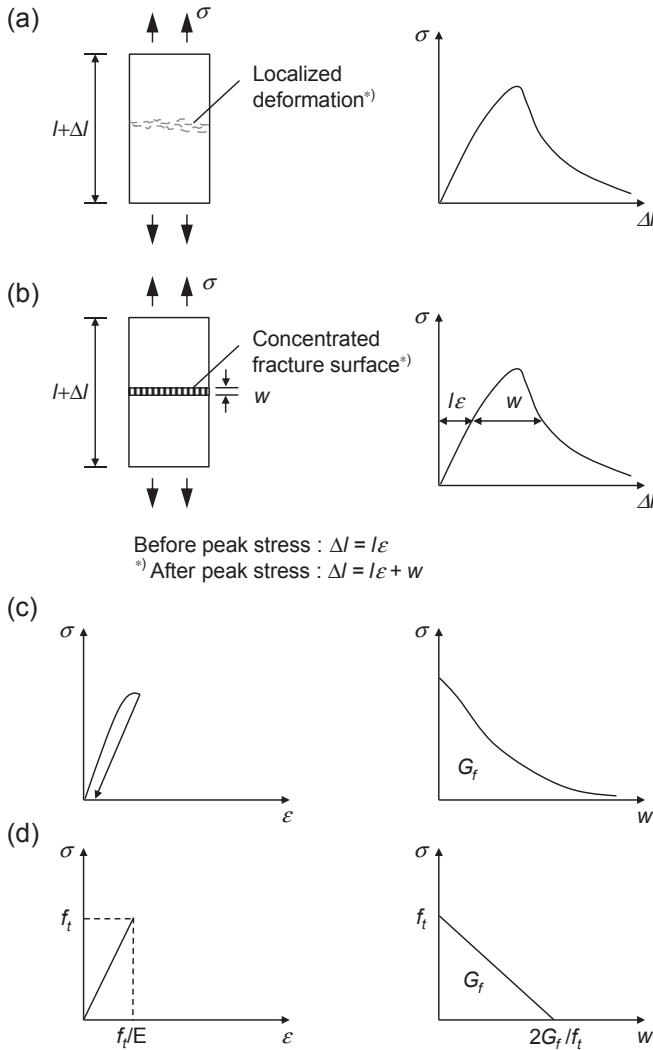 (a)
σ
Localized
deformation*)
l+Δl
σ
Δl
(b)
σ
Concentrated
fracture surface*)
l+Δl
w
σ
lε
w
Δl
Before peak stress : Δl = lε
*) After peak stress : Δl = lε + w
(c)
σ
ε
σ
G_f
w
(d)
σ
f_t
f_t/E
ε
σ
f_t
G_f
2G_f/f_t
w